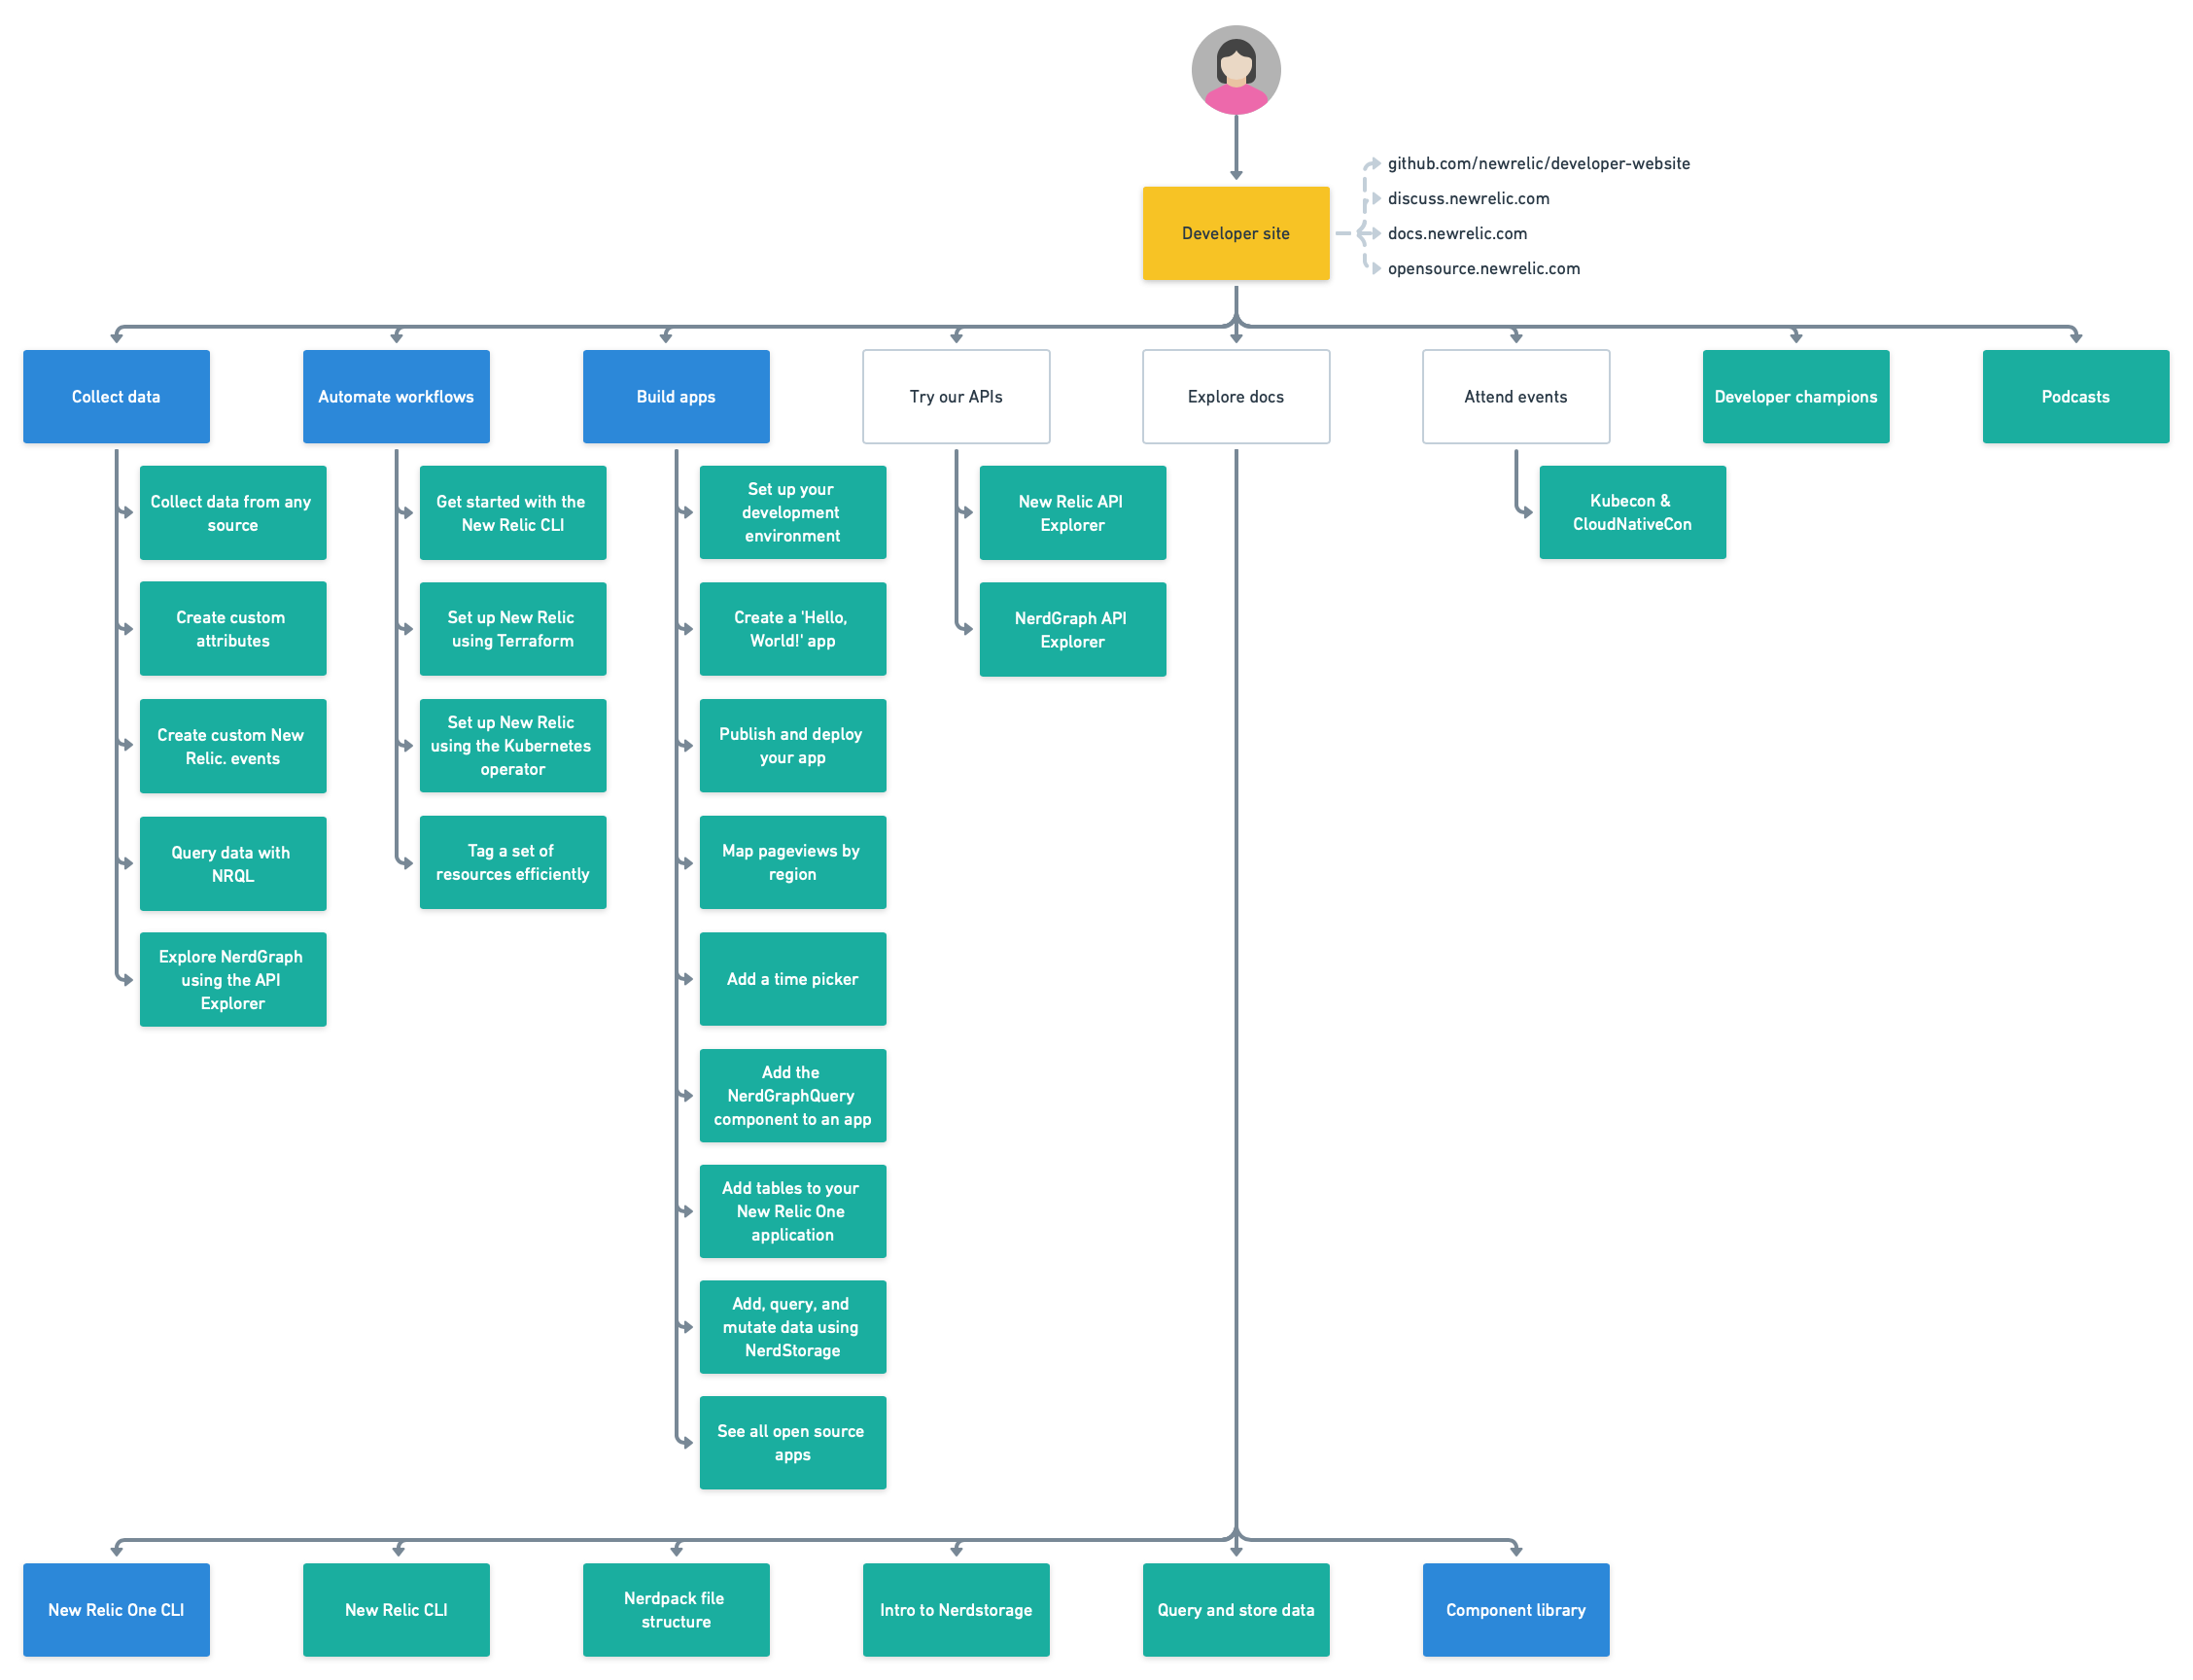 github.com/newrelic/developer-website
discuss.newrelic.com
Developer site
docs.newrelic.com
opensource.newrelic.com
Collect data
Automate workflows
Build apps
Try our APIs
Explore docs
Attend events
Developer champions
Podcasts
Collect data from any
source
Create custom
attributes
Create custom New
Relic. events
Query data with
NRQL
Explore NerdGraph
using the API
Explorer
Get started with the
New Relic CLI
Set up New Relic
using Terraform
Set up New Relic
using the Kubernetes
operator
Tag a set of
resources efficiently
Set up your
development
environment
Create a 'Hello,
World!' app
Publish and deploy
your app
Map pageviews by
region
Add a time picker
Add the
NerdGraphQuery
component to an app
Add tables to your
New Relic One
application
Add, query, and
mutate data using
NerdStorage
See all open source
apps
New Relic API
Explorer
NerdGraph API
Explorer
Kubecon &
CloudNativeCon
New Relic One CLI
New Relic CLI
Nerdpack file
structure
Intro to Nerdstorage
Query and store data
Component library